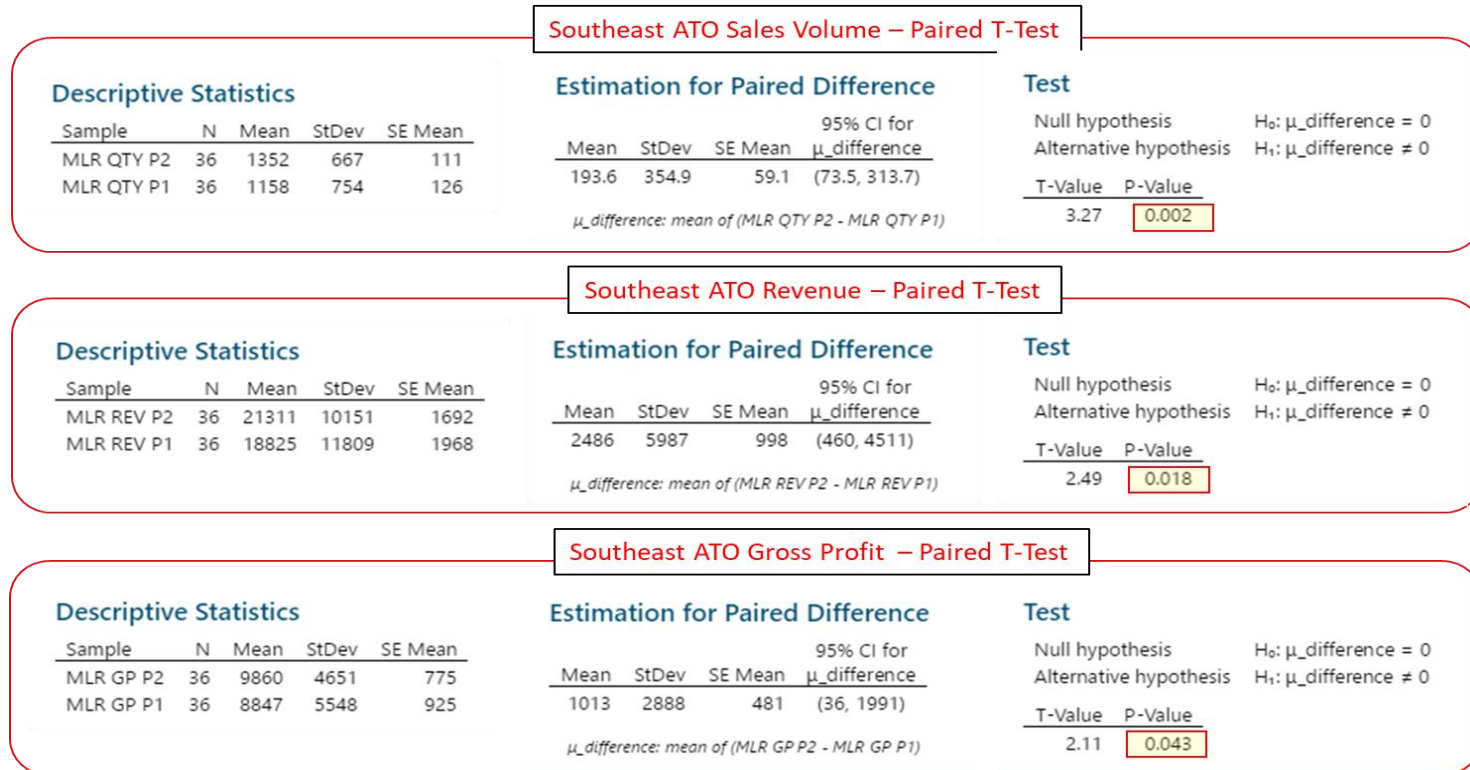 Southeast ATO Sales Volume – Paired T-Test
Descriptive Statistics
Sample N Mean StDev SE Mean
MLR QTY P2 36 1352 667 111
MLR QTY P1 36 1158 754 126
Estimation for Paired Difference
95% CI for
Mean StDev SE Mean μ_difference
193.6 354.9 59.1 (73.5, 313.7)
μ_difference: mean of (MLR QTY P2 - MLR QTY P1)
Test
Null hypothesis H₀: μ_difference = 0
Alternative hypothesis H₁: μ_difference ≠ 0
T-Value P-Value
3.27 0.002
Southeast ATO Revenue – Paired T-Test
Descriptive Statistics
Sample N Mean StDev SE Mean
MLR REV P2 36 21311 10151 1692
MLR REV P1 36 18825 11809 1968
Estimation for Paired Difference
95% CI for
Mean StDev SE Mean μ_difference
2486 5987 998 (460, 4511)
μ_difference: mean of (MLR REV P2 - MLR REV P1)
Test
Null hypothesis H₀: μ_difference = 0
Alternative hypothesis H₁: μ_difference ≠ 0
T-Value P-Value
2.49 0.018
Southeast ATO Gross Profit – Paired T-Test
Descriptive Statistics
Sample N Mean StDev SE Mean
MLR GP P2 36 9860 4651 775
MLR GP P1 36 8847 5548 925
Estimation for Paired Difference
95% CI for
Mean StDev SE Mean μ_difference
1013 2888 481 (36, 1991)
μ_difference: mean of (MLR GP P2 - MLR GP P1)
Test
Null hypothesis H₀: μ_difference = 0
Alternative hypothesis H₁: μ_difference ≠ 0
T-Value P-Value
2.11 0.043